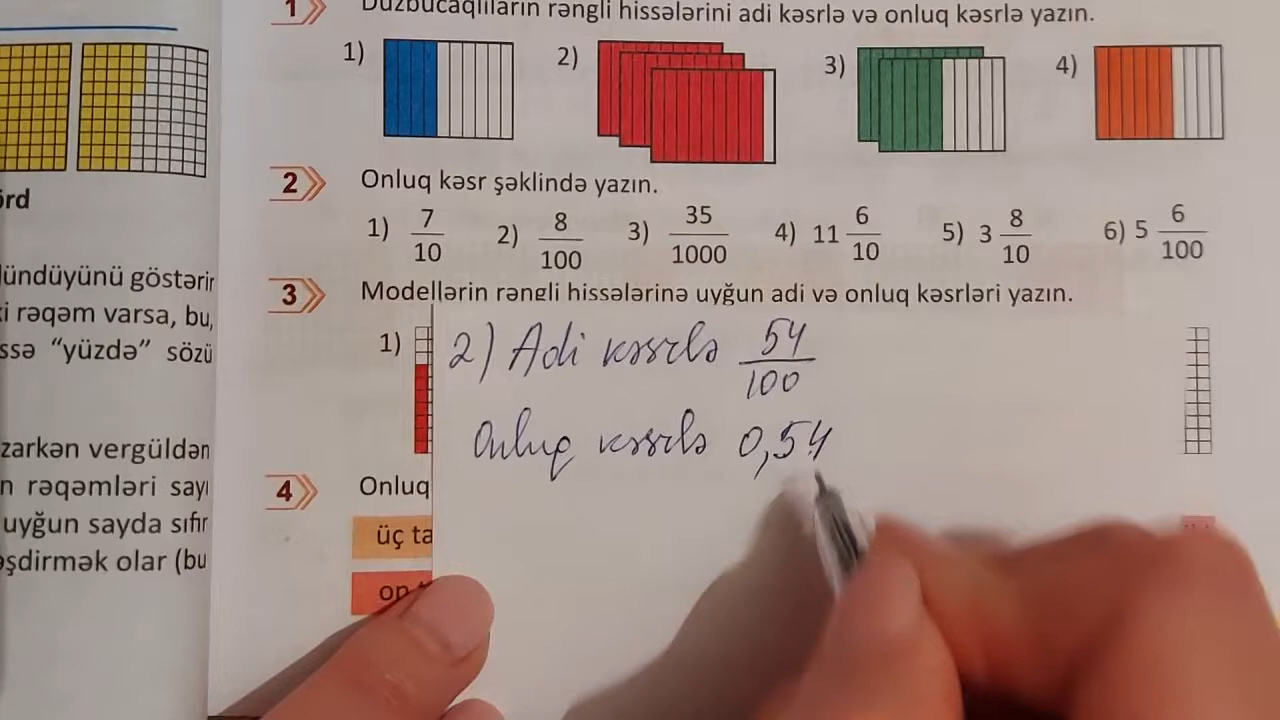 1 Düzbucaqlıların rəngli hissələrini adi kəsrlə və onluq kəsrlə yazın.
1) 2) 3) 4)
2 Onluq kəsr şəklində yazın.
1) 7/10 2) 8/100 3) 35/1000 4) 11 6/10 5) 3 8/10 6) 5 6/100
3 Modellərin rəngli hissələrinə uyğun adi və onluq kəsrləri yazın.
1)
2) Adi kəsrlə 54/100
Onluq kəsrlə 0,54
4 Onluq
üç ta
on
örd
ündüyünü göstərir
i rəqəm varsa, bu,
ssə “yüzdə” sözü
zarkən vergüldən
n rəqəmləri sayı
uyğun sayda sıfır
şdirmək olar (bu